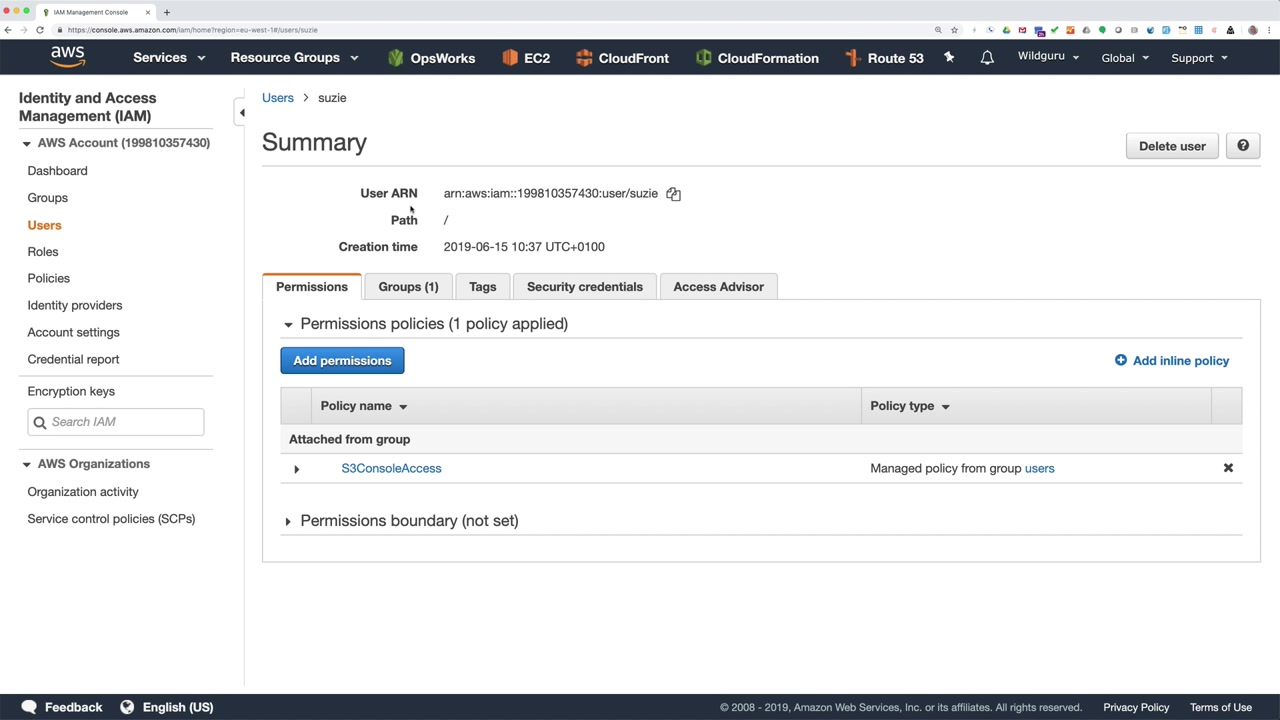 IAM Management Console
https://console.aws.amazon.com/iam/home?region=eu-west-1#/users/suzie
aws
Services
Resource Groups
OpsWorks
EC2
CloudFront
CloudFormation
Route 53
Wildguru
Global
Support
Identity and Access
Management (IAM)
AWS Account (199810357430)
Dashboard
Groups
Users
Roles
Policies
Identity providers
Account settings
Credential report
Encryption keys
Search IAM
AWS Organizations
Organization activity
Service control policies (SCPs)
Users > suzie
Summary
Delete user
User ARN arn:aws:iam::199810357430:user/suzie
Path /
Creation time 2019-06-15 10:37 UTC+0100
Permissions
Groups (1)
Tags
Security credentials
Access Advisor
Permissions policies (1 policy applied)
Add permissions
Add inline policy
Policy name
Policy type
Attached from group
S3ConsoleAccess
Managed policy from group users
Permissions boundary (not set)
Feedback
English (US)
© 2008 - 2019, Amazon Web Services, Inc. or its affiliates. All rights reserved.
Privacy Policy
Terms of Use